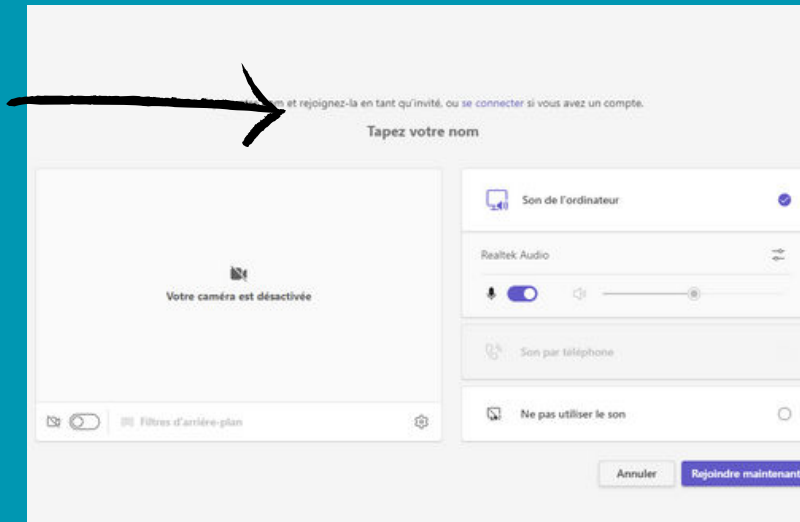 et rejoignez-la en tant qu'invité, ou se connecter si vous avez un compte.
Tapez votre nom
Son de l'ordinateur
Realtek Audio
Votre caméra est désactivée
Son par téléphone
Filtres d'arrière-plan
Ne pas utiliser le son
Annuler
Rejoindre maintenant